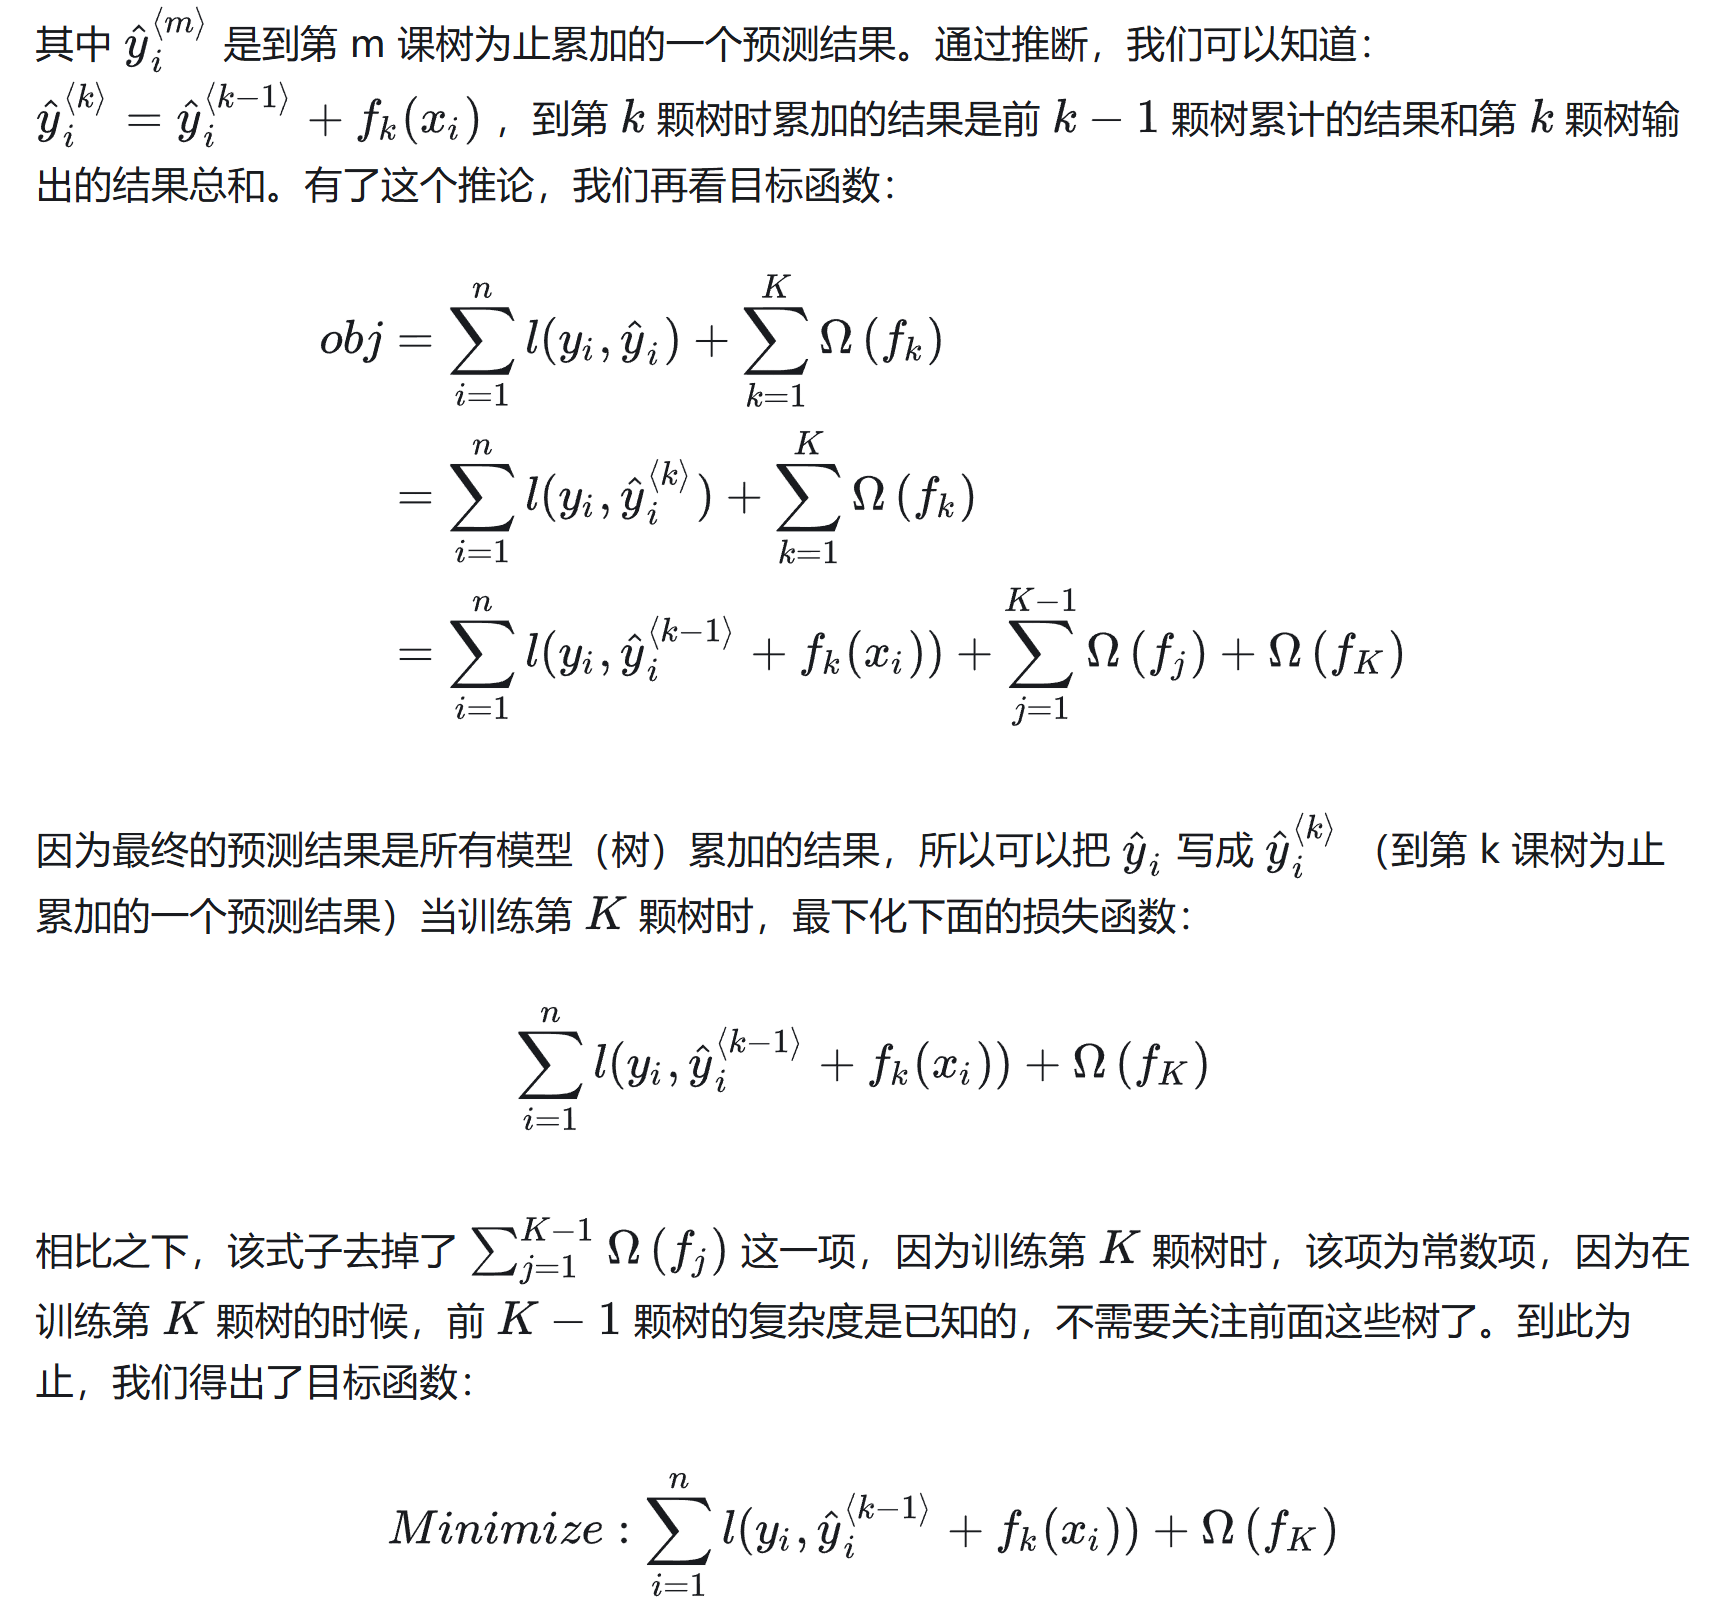 其中 $\hat{y}_i^{\langle m \rangle}$ 是到第 m 课树为止累加的一个预测结果。通过推断，我们可以知道：
$\hat{y}_i^{\langle k \rangle} = \hat{y}_i^{\langle k-1 \rangle} + f_k(x_i)$ ，到第 $k$ 颗树时累加的结果是前 $k-1$ 颗树累计的结果和第 $k$ 颗树输
出的结果总和。有了这个推论，我们再看目标函数：
$obj = \sum_{i=1}^{n} l(y_i, \hat{y}_i) + \sum_{k=1}^{K} \Omega(f_k)$
$= \sum_{i=1}^{n} l(y_i, \hat{y}_i^{\langle k \rangle}) + \sum_{k=1}^{K} \Omega(f_k)$
$= \sum_{i=1}^{n} l(y_i, \hat{y}_i^{\langle k-1 \rangle} + f_k(x_i)) + \sum_{j=1}^{K-1} \Omega(f_j) + \Omega(f_K)$
因为最终的预测结果是所有模型（树）累加的结果，所以可以把 $\hat{y}_i$ 写成 $\hat{y}_i^{\langle k \rangle}$ （到第 k 课树为止
累加的一个预测结果）当训练第 $K$ 颗树时，最下化下面的损失函数：
$\sum_{i=1}^{n} l(y_i, \hat{y}_i^{\langle k-1 \rangle} + f_k(x_i)) + \Omega(f_K)$
相比之下，该式子去掉了 $\sum_{j=1}^{K-1} \Omega(f_j)$ 这一项，因为训练第 $K$ 颗树时，该项为常数项，因为在
训练第 $K$ 颗树的时候，前 $K-1$ 颗树的复杂度是已知的，不需要关注前面这些树了。到此为
止，我们得出了目标函数：
$Minimize: \sum_{i=1}^{n} l(y_i, \hat{y}_i^{\langle k-1 \rangle} + f_k(x_i)) + \Omega(f_K)$